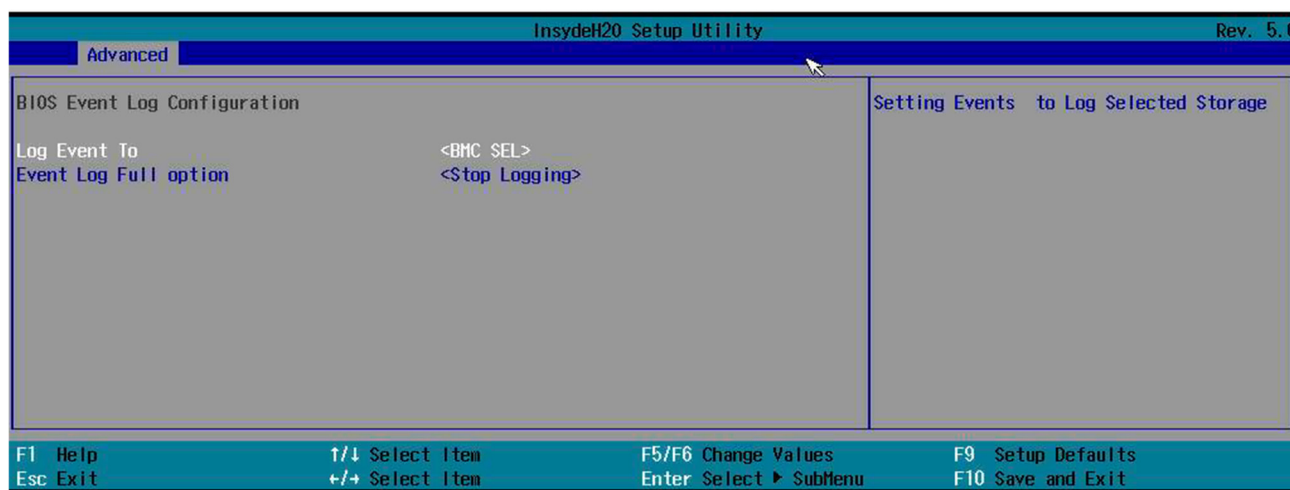 InsydeH20 Setup Utility Rev. 5.
Advanced
BIOS Event Log Configuration
Setting Events to Log Selected Storage
Log Event To <BMC SEL>
Event Log Full option <Stop Logging>
F1 Help ↑/↓ Select Item F5/F6 Change Values F9 Setup Defaults
Esc Exit ←/→ Select Item Enter Select ▶ SubMenu F10 Save and Exit